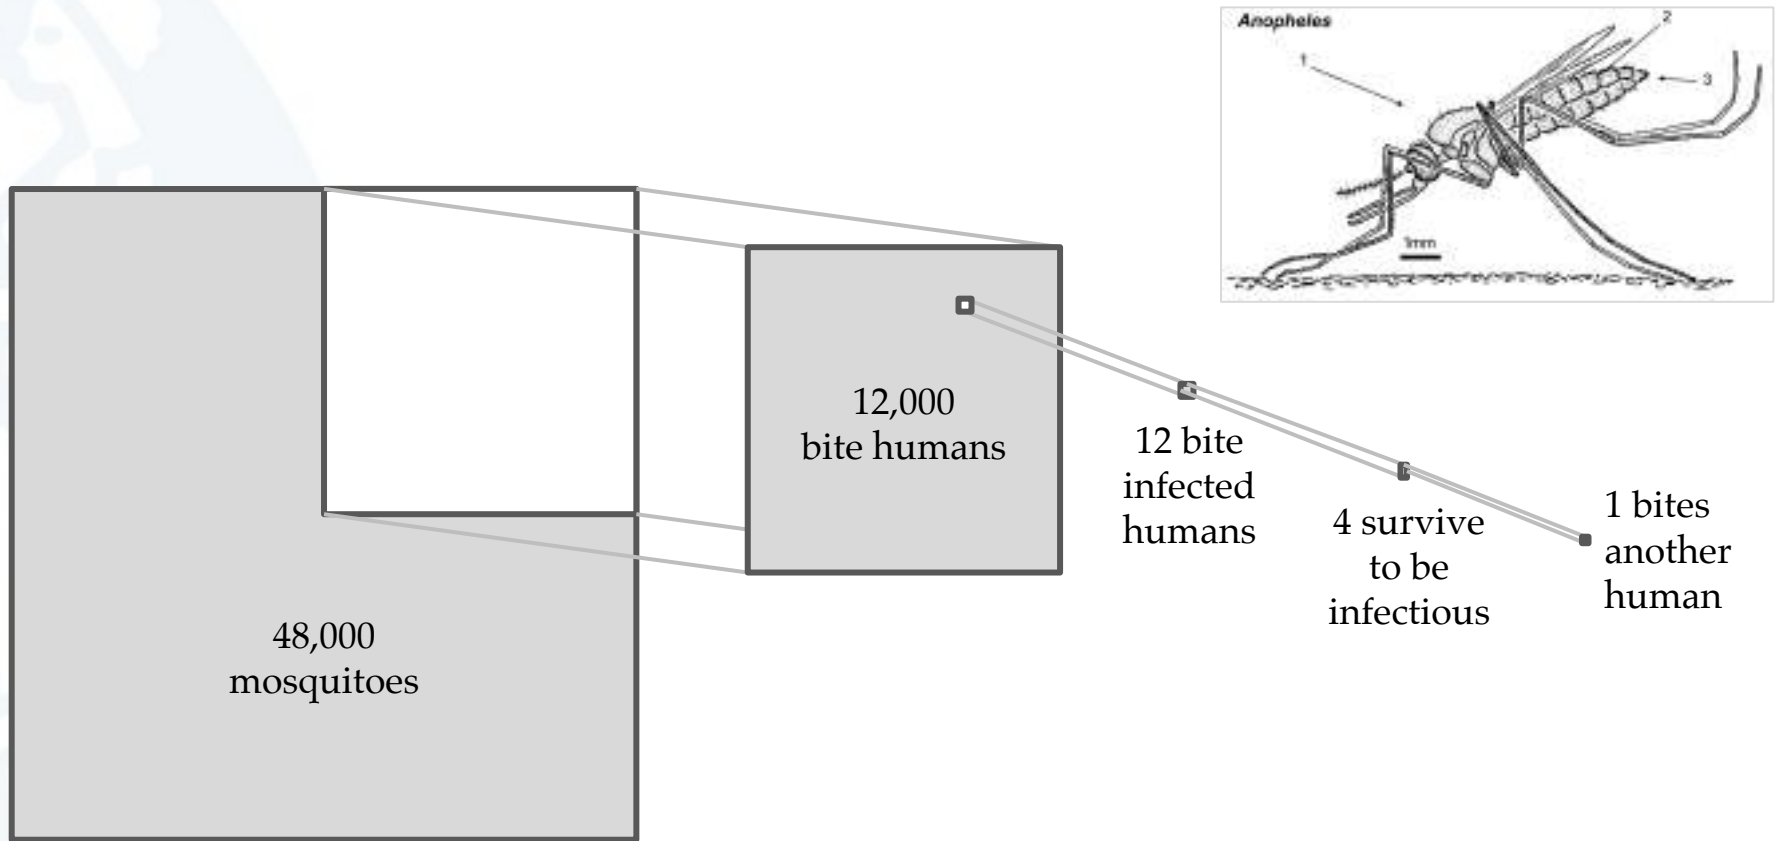 Anopheles
1
2
3
1mm
12,000
bite humans
12 bite
infected
humans
4 survive
to be
infectious
1 bites
another
human
48,000
mosquitoes